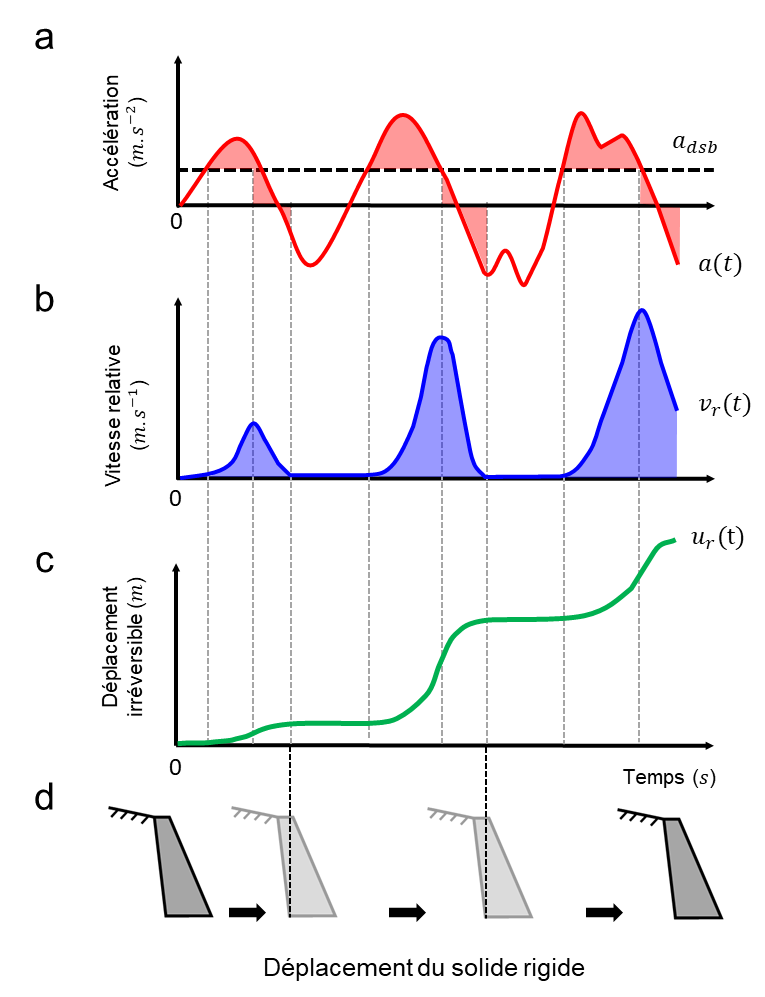 a
Accélération
(m.s⁻²)
a_dsb
0
a(t)
b
Vitesse relative
(m.s⁻¹)
v_r(t)
0
c
Déplacement
irréversible (m)
u_r(t)
0
Temps (s)
d
Déplacement du solide rigide